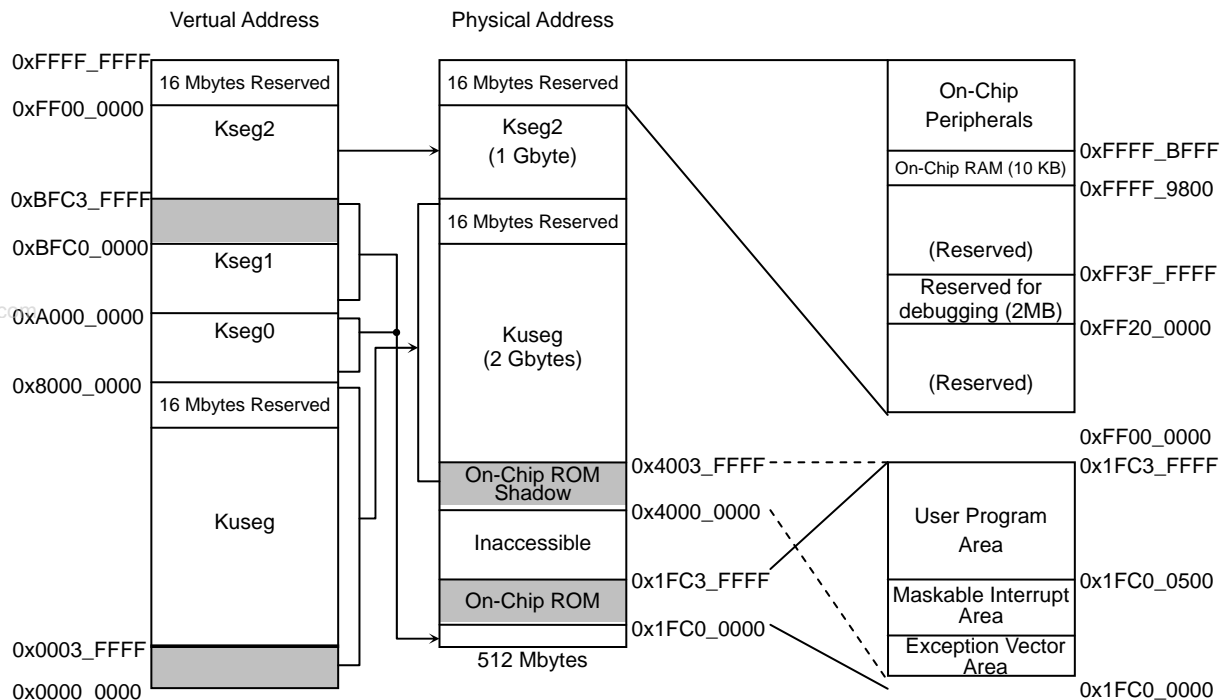 Vertual Address
Physical Address
0xFFFF_FFFF
0xFF00_0000
0xBFC3_FFFF
0xBFC0_0000
0xA000_0000
0x8000_0000
0x0003_FFFF
0x0000_0000
16 Mbytes Reserved
Kseg2
Kseg1
Kseg0
16 Mbytes Reserved
Kuseg
16 Mbytes Reserved
Kseg2
(1 Gbyte)
16 Mbytes Reserved
Kuseg
(2 Gbytes)
On-Chip ROM
Shadow
Inaccessible
On-Chip ROM
512 Mbytes
0x4003_FFFF
0x4000_0000
0x1FC3_FFFF
0x1FC0_0000
On-Chip
Peripherals
On-Chip RAM (10 KB)
(Reserved)
Reserved for
debugging (2MB)
(Reserved)
0xFFFF_BFFF
0xFFFF_9800
0xFF3F_FFFF
0xFF20_0000
0xFF00_0000
0x1FC3_FFFF
User Program
Area
Maskable Interrupt
Area
Exception Vector
Area
0x1FC0_0500
0x1FC0_0000